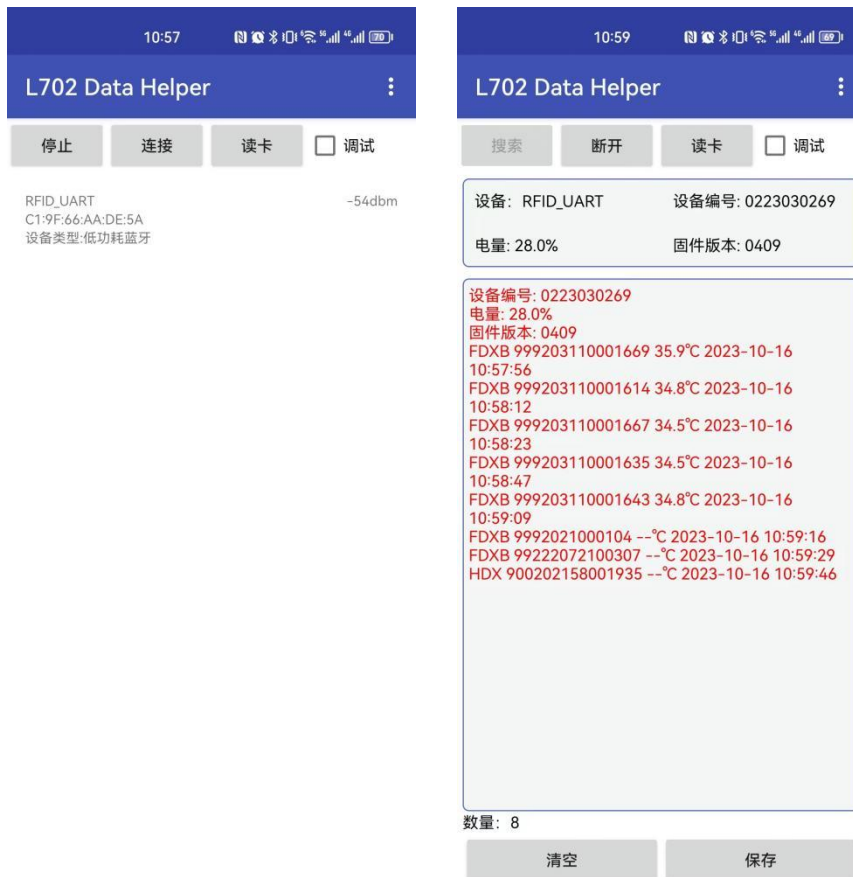 10:57
70
L702 Data Helper
停止
连接
读卡
调试
RFID_UART
-54dbm
C1:9F:66:AA:DE:5A
设备类型:低功耗蓝牙
10:59
69
L702 Data Helper
搜索
断开
读卡
调试
设备: RFID_UART
设备编号: 0223030269
电量: 28.0%
固件版本: 0409
设备编号: 0223030269
电量: 28.0%
固件版本: 0409
FDXB 999203110001669 35.9℃ 2023-10-16
10:57:56
FDXB 999203110001614 34.8℃ 2023-10-16
10:58:12
FDXB 999203110001667 34.5℃ 2023-10-16
10:58:23
FDXB 999203110001635 34.5℃ 2023-10-16
10:58:47
FDXB 999203110001643 34.8℃ 2023-10-16
10:59:09
FDXB 9992021000104 --℃ 2023-10-16 10:59:16
FDXB 99222072100307 --℃ 2023-10-16 10:59:29
HDX 900202158001935 --℃ 2023-10-16 10:59:46
数量: 8
清空
保存